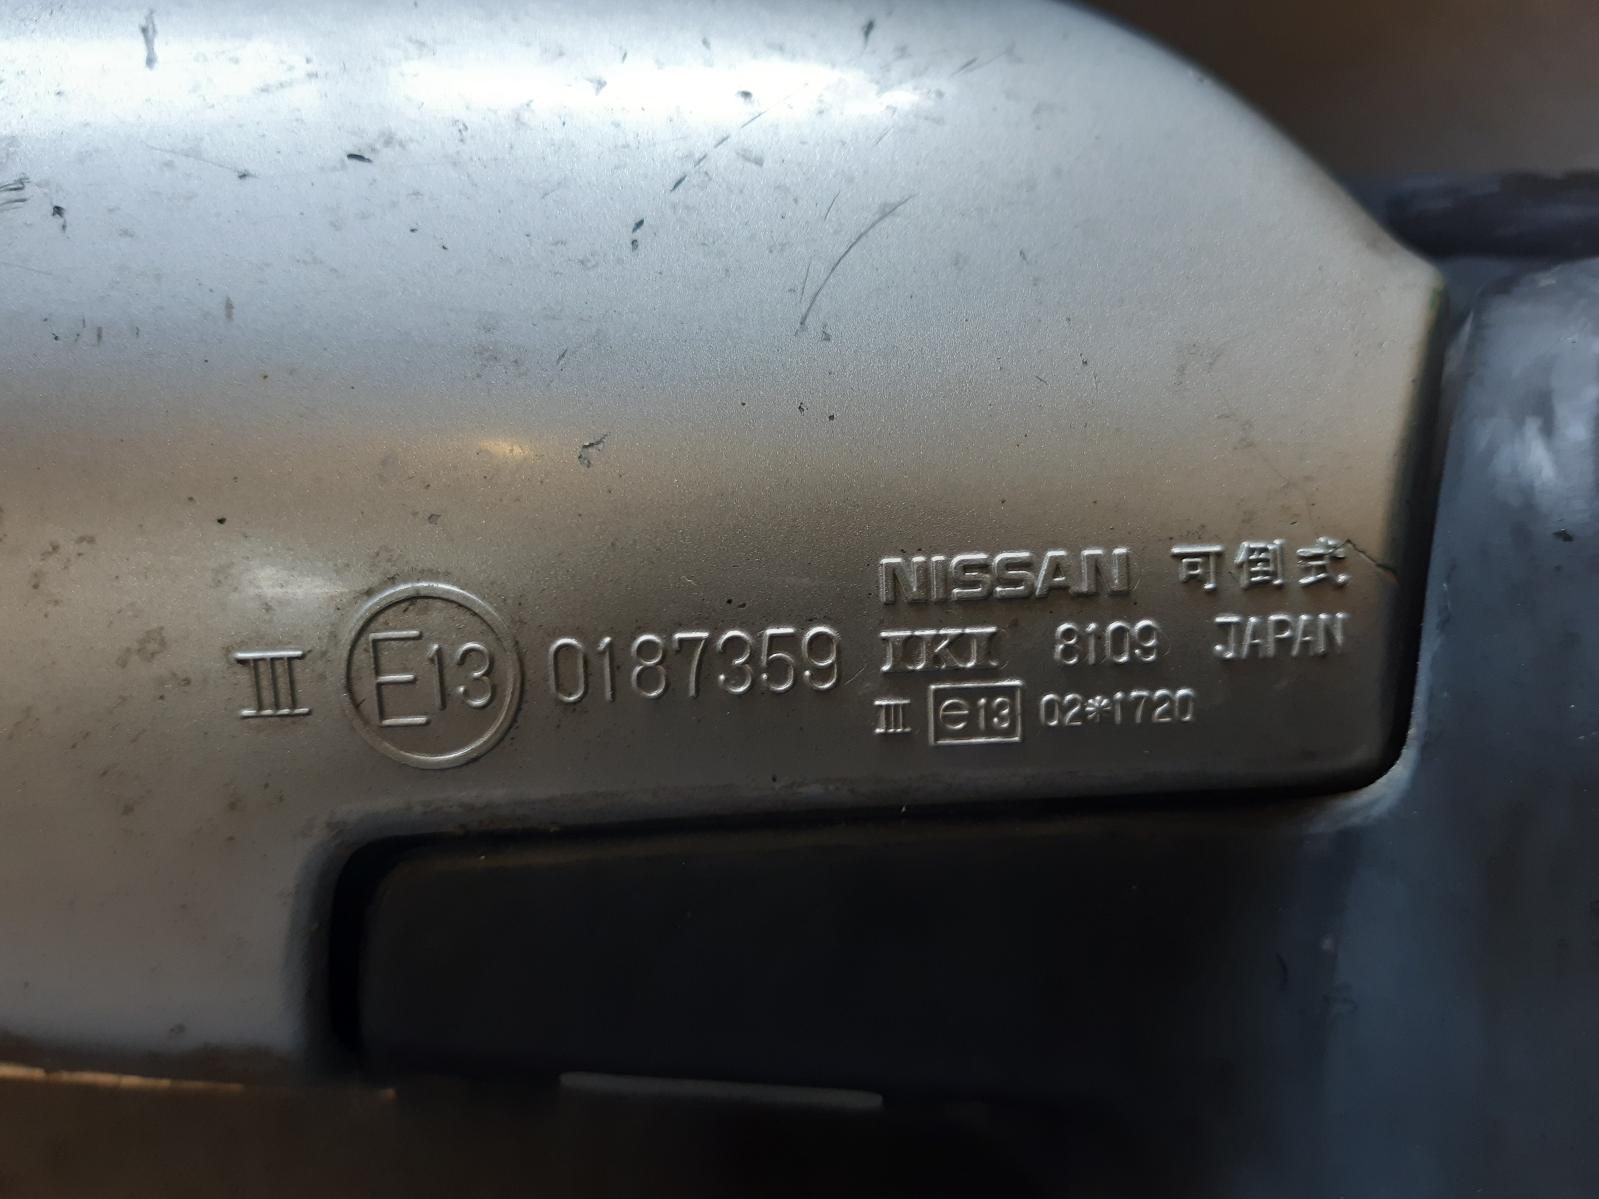 NISSAN 可倒式
III E13 0187359 IKI 8109 JAPAN
III e13 02*1720